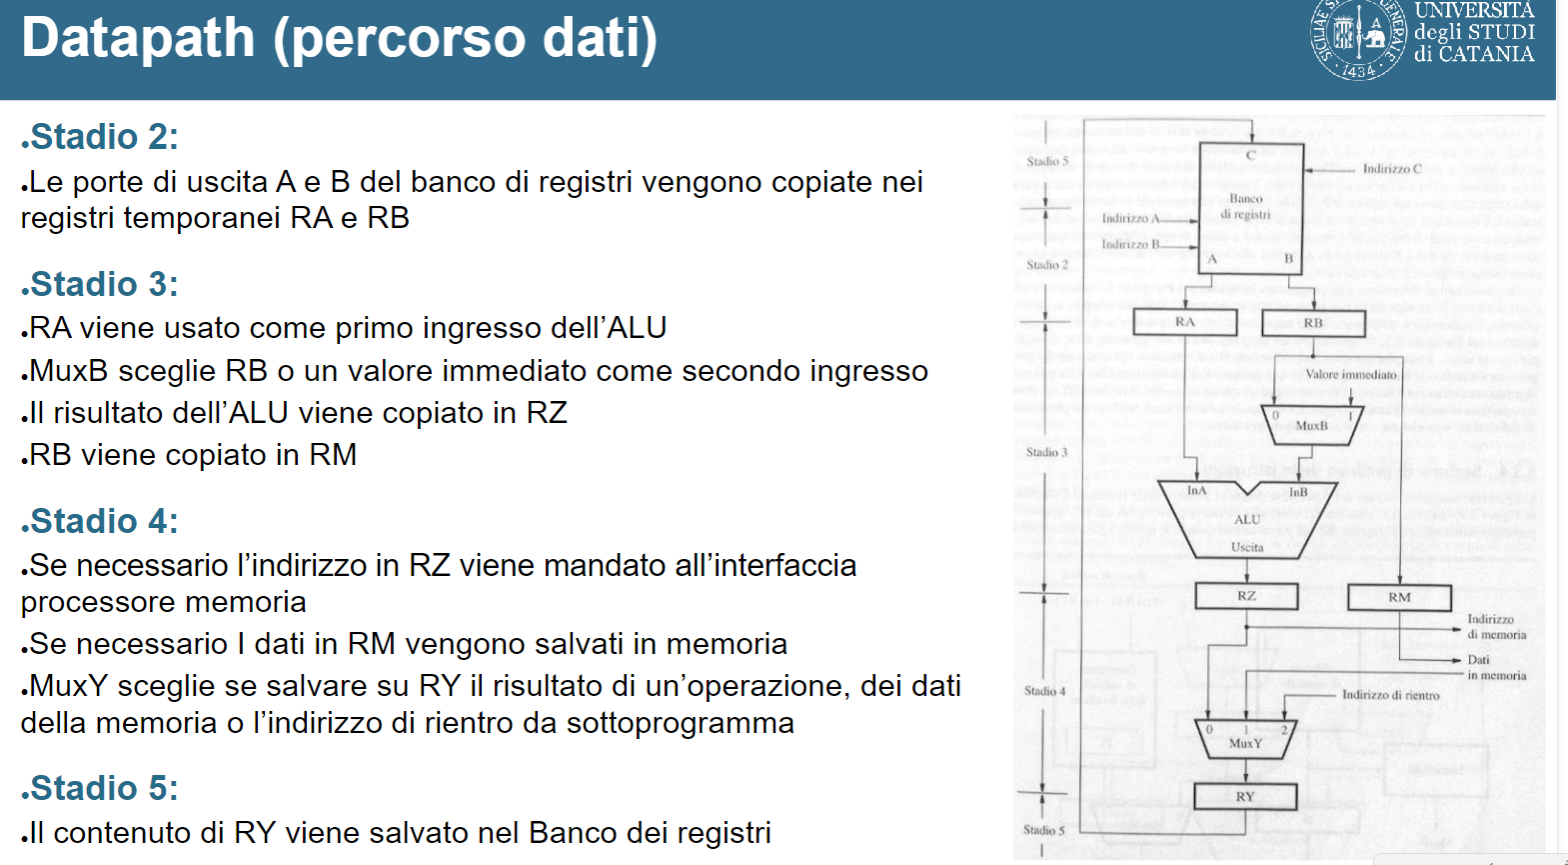 Datapath (percorso dati)
UNIVERSITÀ
degli STUDI
di CATANIA
1434
.Stadio 2:
.Le porte di uscita A e B del banco di registri vengono copiate nei
registri temporanei RA e RB
.Stadio 3:
.RA viene usato come primo ingresso dell'ALU
.MuxB sceglie RB o un valore immediato come secondo ingresso
.Il risultato dell'ALU viene copiato in RZ
.RB viene copiato in RM
.Stadio 4:
.Se necessario l'indirizzo in RZ viene mandato all'interfaccia
processore memoria
.Se necessario I dati in RM vengono salvati in memoria
.MuxY sceglie se salvare su RY il risultato di un'operazione, dei dati
della memoria o l'indirizzo di rientro da sottoprogramma
.Stadio 5:
.Il contenuto di RY viene salvato nel Banco dei registri
Stadio 5
C
Indirizzo C
Banco
di registri
Indirizzo A
Indirizzo B
A B
Stadio 2
RA RB
Valore immediato
0 1
MuxB
Stadio 3
InA InB
ALU
Uscita
RZ RM
Indirizzo
di memoria
Dati
in memoria
Stadio 4
Indirizzo di rientro
0 1 2
MuxY
RY
Stadio 5